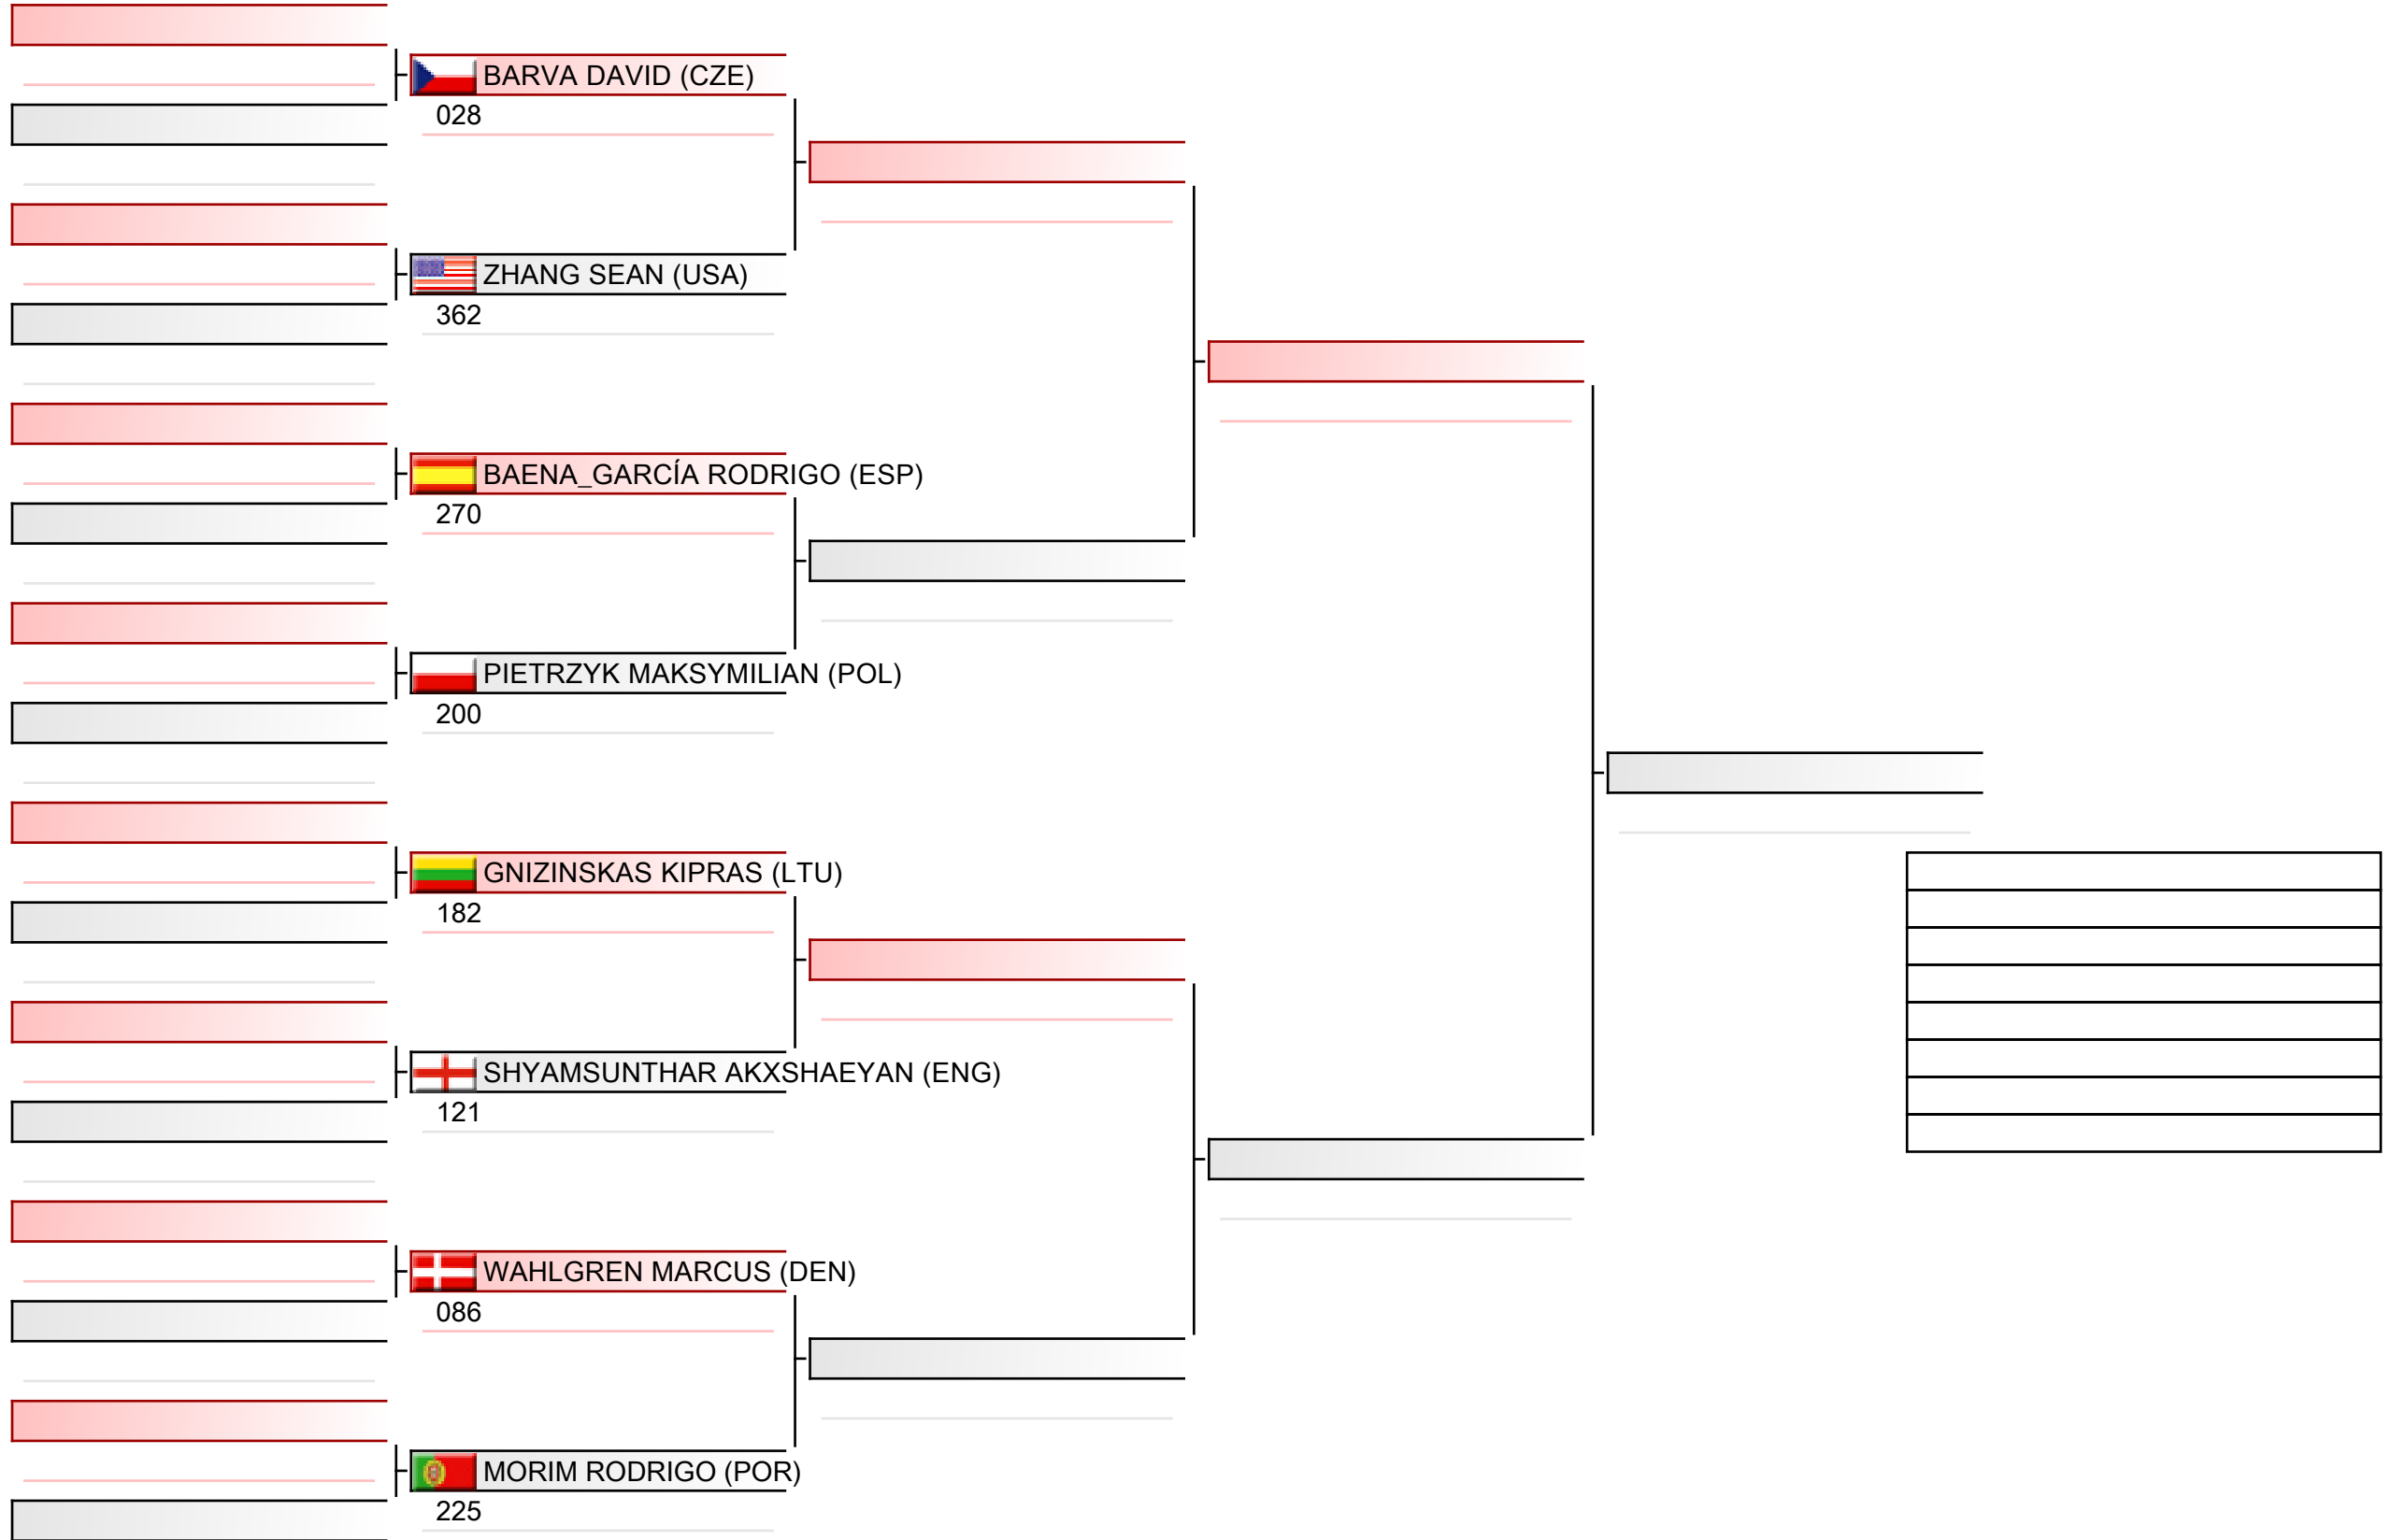 BARVA DAVID (CZE)
028
ZHANG SEAN (USA)
362
BAENA_GARCÍA RODRIGO (ESP)
270
PIETRZYK MAKSYMILIAN (POL)
200
GNIZINSKAS KIPRAS (LTU)
182
SHYAMSUNTHAR AKXSHAEYAN (ENG)
121
WAHLGREN MARCUS (DEN)
086
MORIM RODRIGO (POR)
225